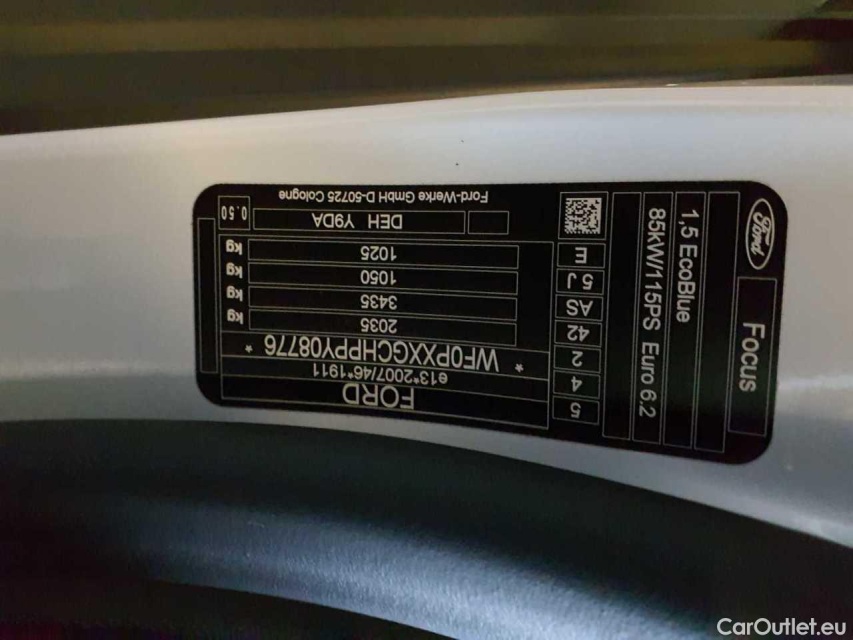 FORD
e13*2007/46*1911
* WF0PXXGCHPPY08776 *
2035 kg
3435 kg
1050 kg
1025 kg
DEH Y9DA
0.50
Ford-Werke GmbH D-50725 Cologne
5
4
2
42
AS
5J
E
Ford
Focus
1,5 EcoBlue
85kW/115PS Euro 6.2
CarOutlet.eu